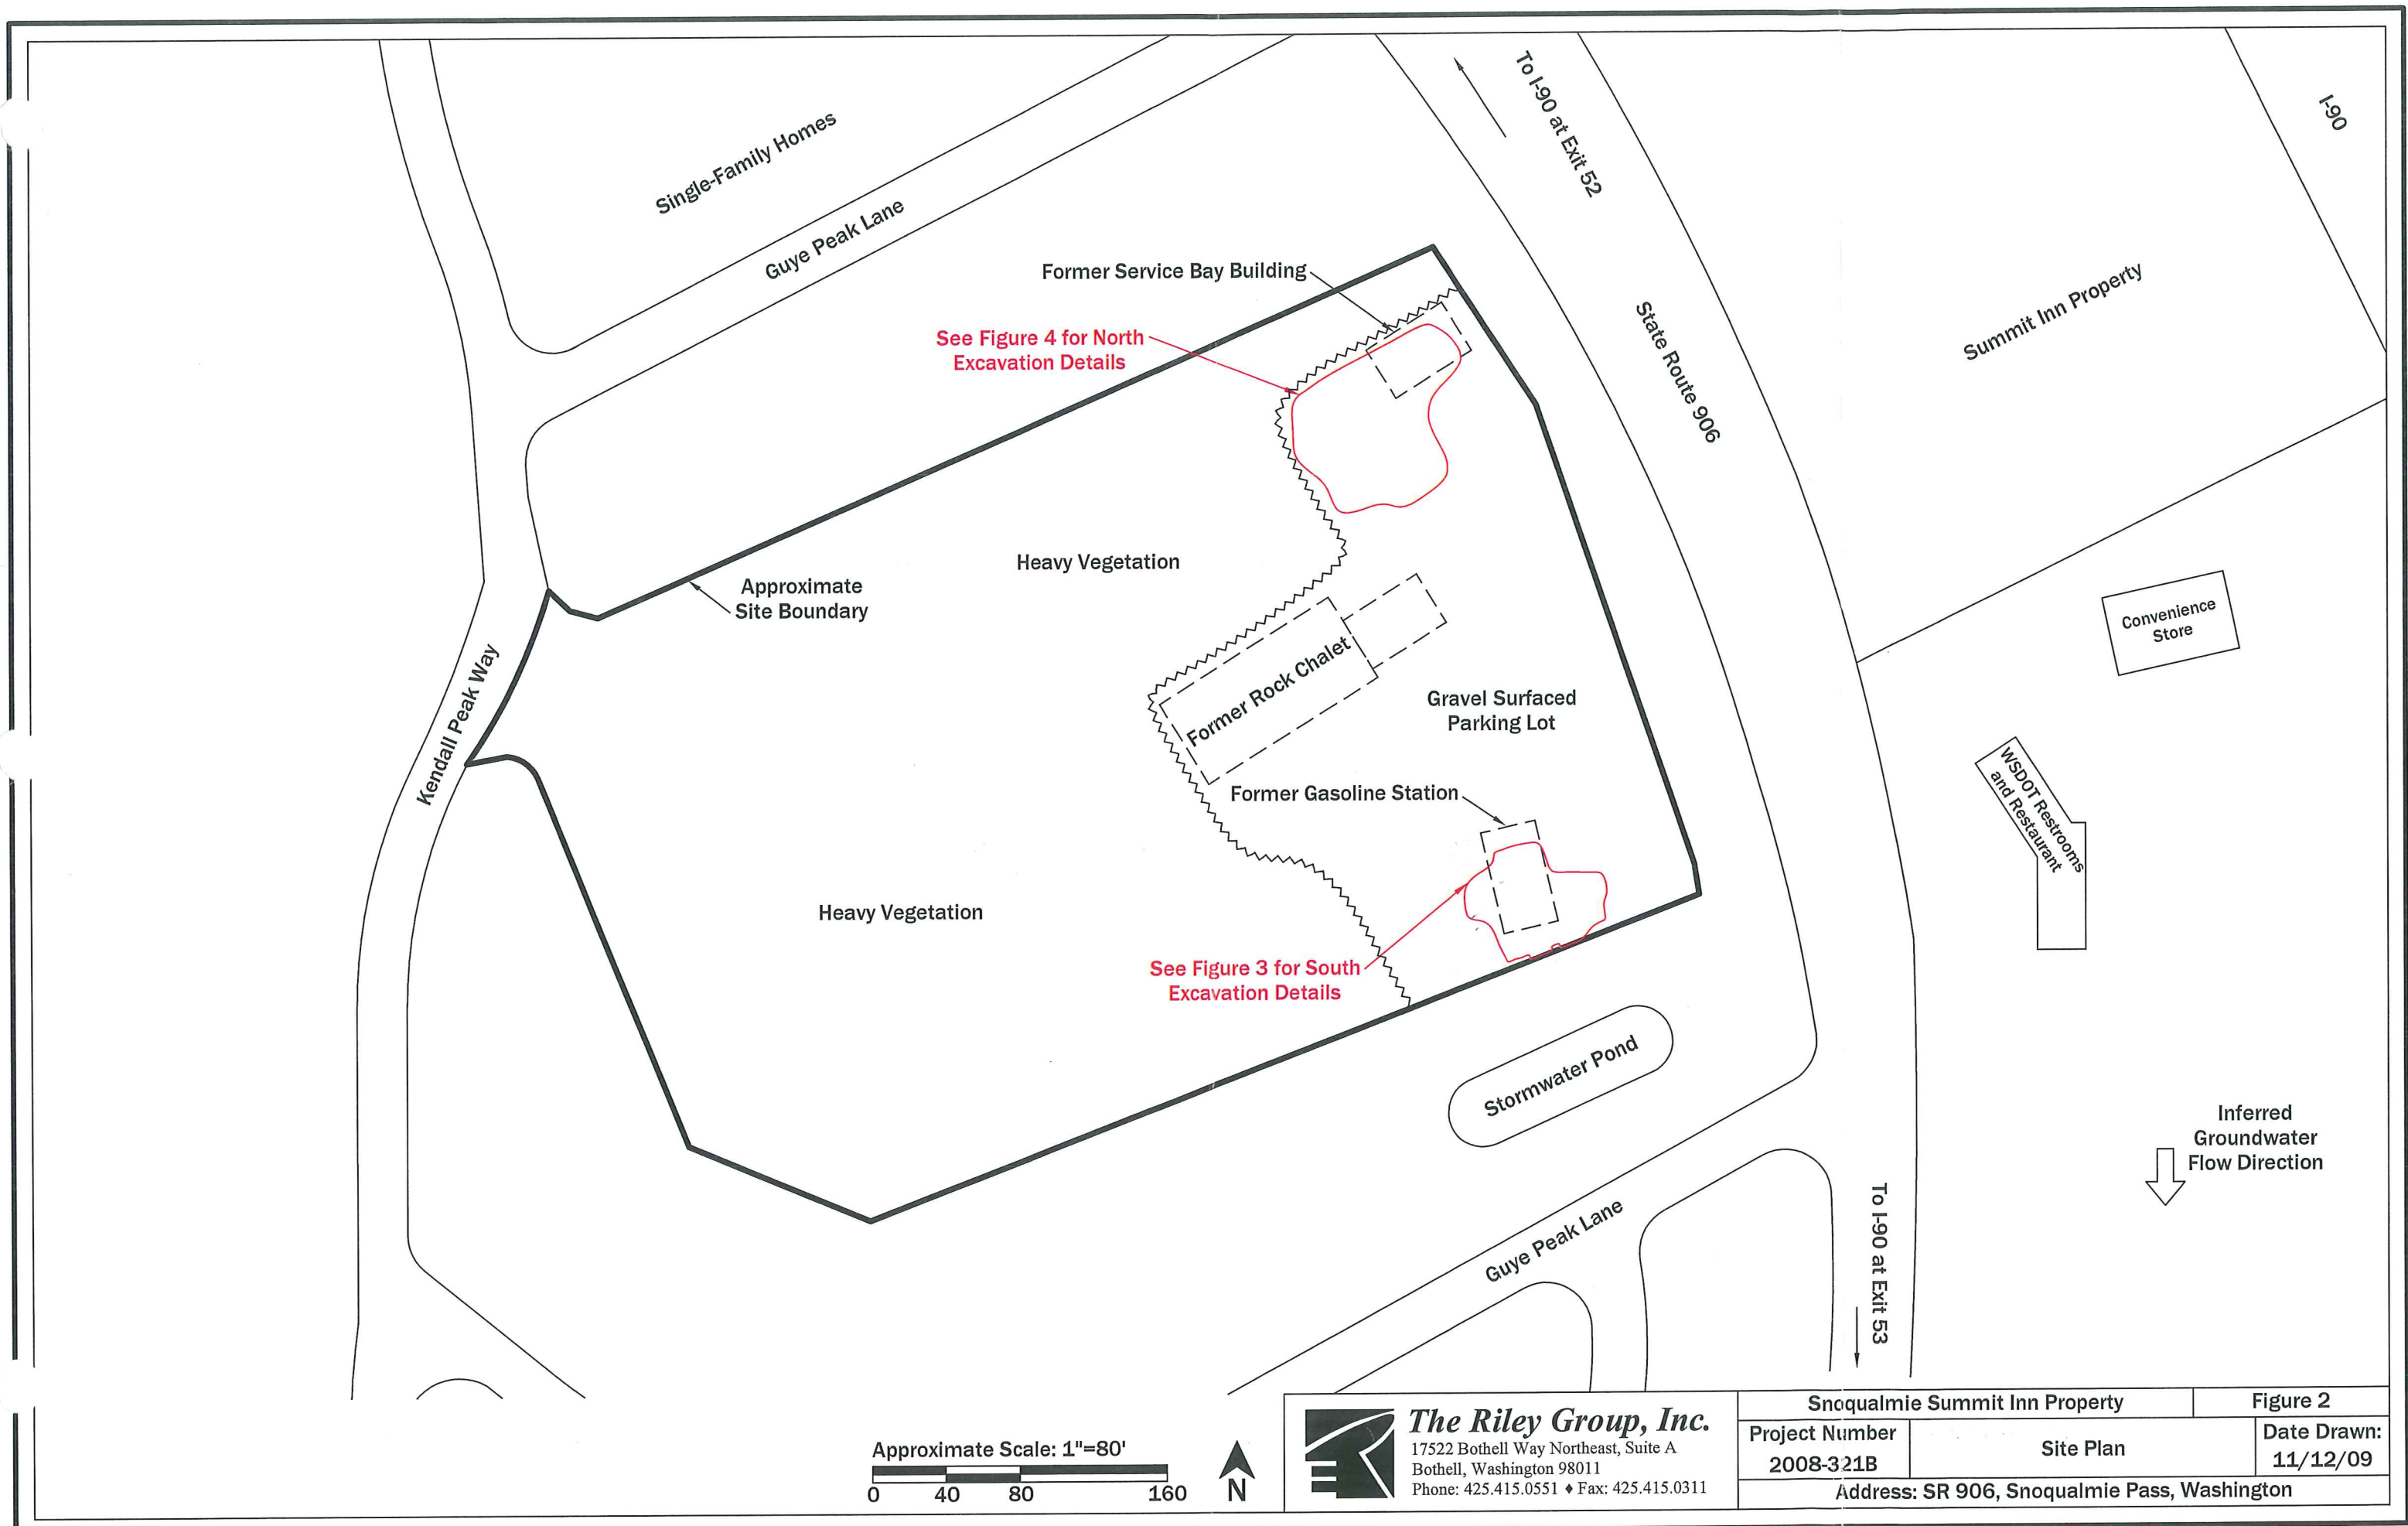 I-90
To I-90 at Exit 52
Single-Family Homes
Guye Peak Lane
Former Service Bay Building
Summit Inn Property
See Figure 4 for North
Excavation Details
State Route 906
Heavy Vegetation
Approximate
Site Boundary
Convenience
Store
Kendall Peak Way
Former Rock Chalet
Gravel Surfaced
Parking Lot
WSDOT Restrooms
and Restaurant
Former Gasoline Station
Heavy Vegetation
See Figure 3 for South
Excavation Details
Stormwater Pond
Inferred
Groundwater
Flow Direction
Guye Peak Lane
To I-90 at Exit 53
Approximate Scale: 1"=80'
0 40 80 160
N
The Riley Group, Inc.
17522 Bothell Way Northeast, Suite A
Bothell, Washington 98011
Phone: 425.415.0551 ♦ Fax: 425.415.0311
Snoqualmie Summit Inn Property
Figure 2
Project Number
2008-321B
Site Plan
Date Drawn:
11/12/09
Address: SR 906, Snoqualmie Pass, Washington